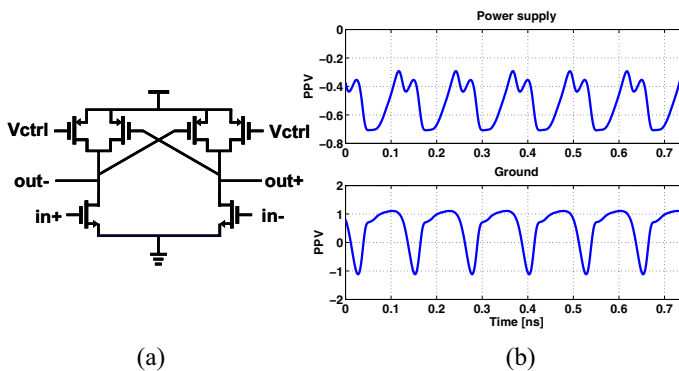 Vctrl
Vctrl
out-
out+
in+
in-
(a)
Power supply
0
−0.2
−0.4
−0.6
−0.8
PPV
0 0.1 0.2 0.3 0.4 0.5 0.6 0.7
Ground
2
1
0
−1
−2
PPV
0 0.1 0.2 0.3 0.4 0.5 0.6 0.7
Time [ns]
(b)